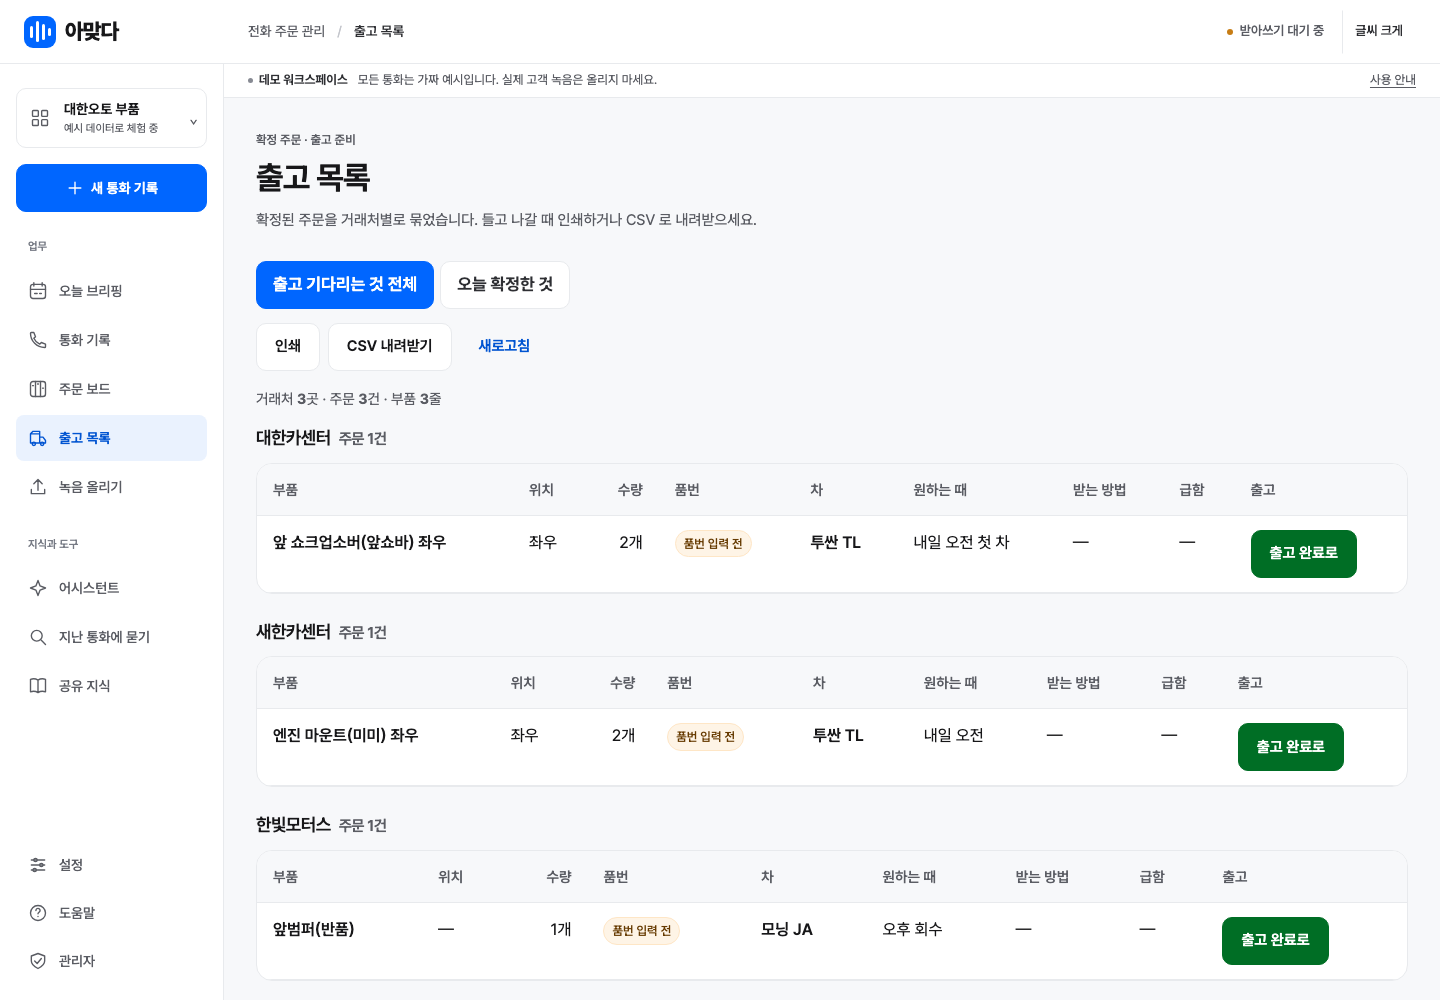 아맞다
전화 주문 관리 / 출고 목록
받아쓰기 대기 중
글씨 크게
데모 워크스페이스 모든 통화는 가짜 예시입니다. 실제 고객 녹음은 올리지 마세요.
사용 안내
대한오토 부품
예시 데이터로 체험 중
새 통화 기록
업무
오늘 브리핑
통화 기록
주문 보드
출고 목록
녹음 올리기
지식과 도구
어시스턴트
지난 통화에 묻기
공유 지식
설정
도움말
관리자
확정 주문 · 출고 준비
출고 목록
확정된 주문을 거래처별로 묶었습니다. 들고 나갈 때 인쇄하거나 CSV 로 내려받으세요.
출고 기다리는 것 전체 오늘 확정한 것
인쇄 CSV 내려받기 새로고침
거래처 3곳 · 주문 3건 · 부품 3줄
대한카센터 주문 1건
부품 위치 수량 품번 차 원하는 때 받는 방법 급함 출고
앞 쇼크업소버(앞쇼바) 좌우 좌우 2개 품번 입력 전 투싼 TL 내일 오전 첫 차 — — 출고 완료로
새한카센터 주문 1건
부품 위치 수량 품번 차 원하는 때 받는 방법 급함 출고
엔진 마운트(미미) 좌우 좌우 2개 품번 입력 전 투싼 TL 내일 오전 — — 출고 완료로
한빛모터스 주문 1건
부품 위치 수량 품번 차 원하는 때 받는 방법 급함 출고
앞범퍼(반품) — 1개 품번 입력 전 모닝 JA 오후 회수 — — 출고 완료로